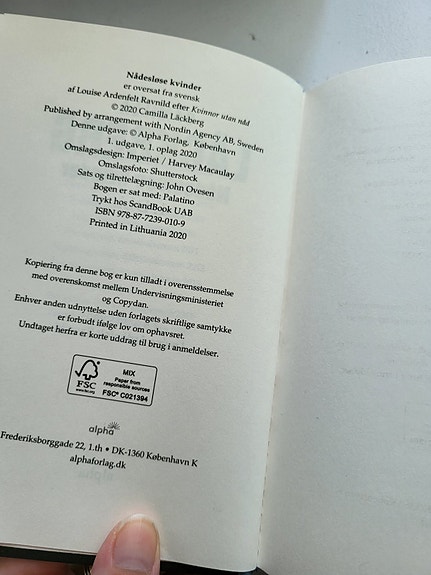 Nådesløse kvinder
er oversat fra svensk
af Louise Ardenfelt Ravnild efter Kvinnor utan nåd
© 2020 Camilla Läckberg
Published by arrangement with Nordin Agency AB, Sweden
Denne udgave: © Alpha Forlag, København
1. udgave, 1. oplag 2020
Omslagsdesign: Imperiet / Harvey Macaulay
Omslagsfoto: Shutterstock
Sats og tilrettelægning: John Ovesen
Bogen er sat med: Palatino
Trykt hos ScandBook UAB
ISBN 978-87-7239-010-9
Printed in Lithuania 2020
Kopiering fra denne bog er kun tilladt i overensstemmelse
med overenskomst mellem Undervisningsministeriet
og Copydan.
Enhver anden udnyttelse uden forlagets skriftlige samtykke
er forbudt ifølge lov om ophavsret.
Undtaget herfra er korte uddrag til brug i anmeldelser.
FSC
www.fsc.org
MIX
Paper from
responsible sources
FSC® C021394
alpha
Frederiksborggade 22, 1.th • DK-1360 København K
alphaforlag.dk